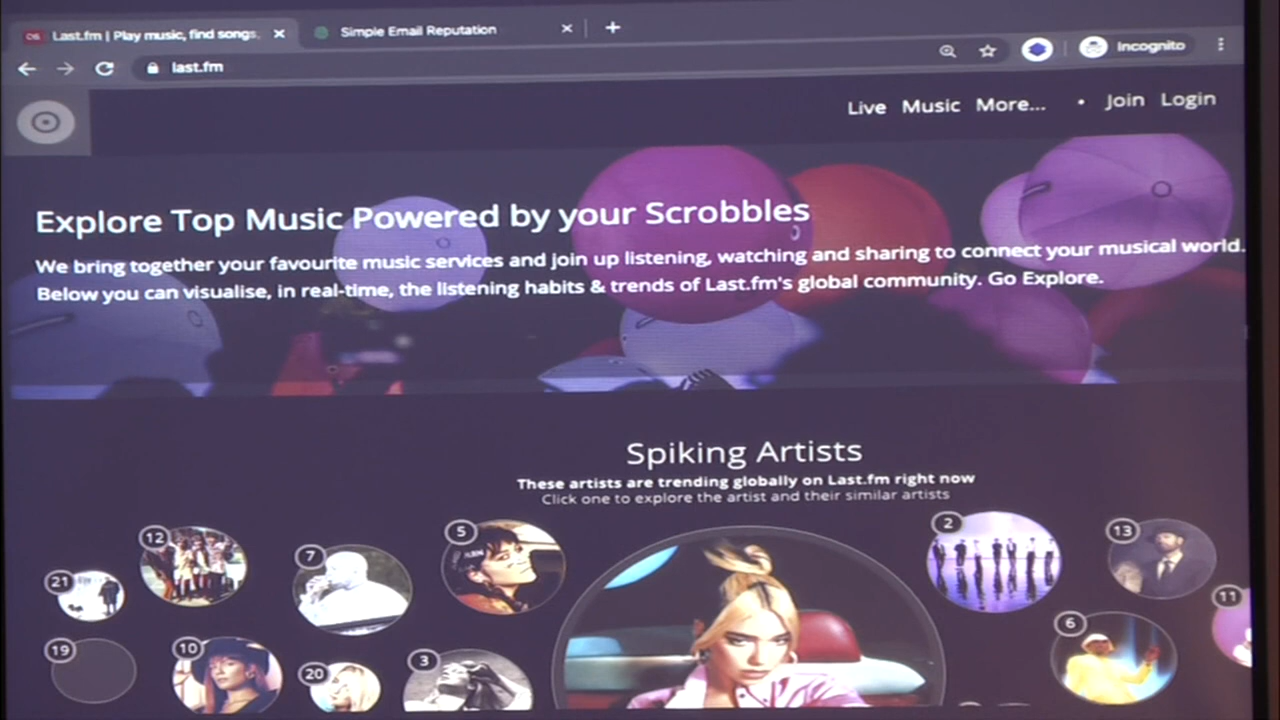 Last.fm | Play music, find songs,
Simple Email Reputation
last.fm
Incognito
Live Music More... • Join Login
Explore Top Music Powered by your Scrobbles
We bring together your favourite music services and join up listening, watching and sharing to connect your musical world.
Below you can visualise, in real-time, the listening habits & trends of Last.fm's global community. Go Explore.
Spiking Artists
These artists are trending globally on Last.fm right now
Click one to explore the artist and their similar artists
21
12
7
5
2
13
11
19
10
20
3
6